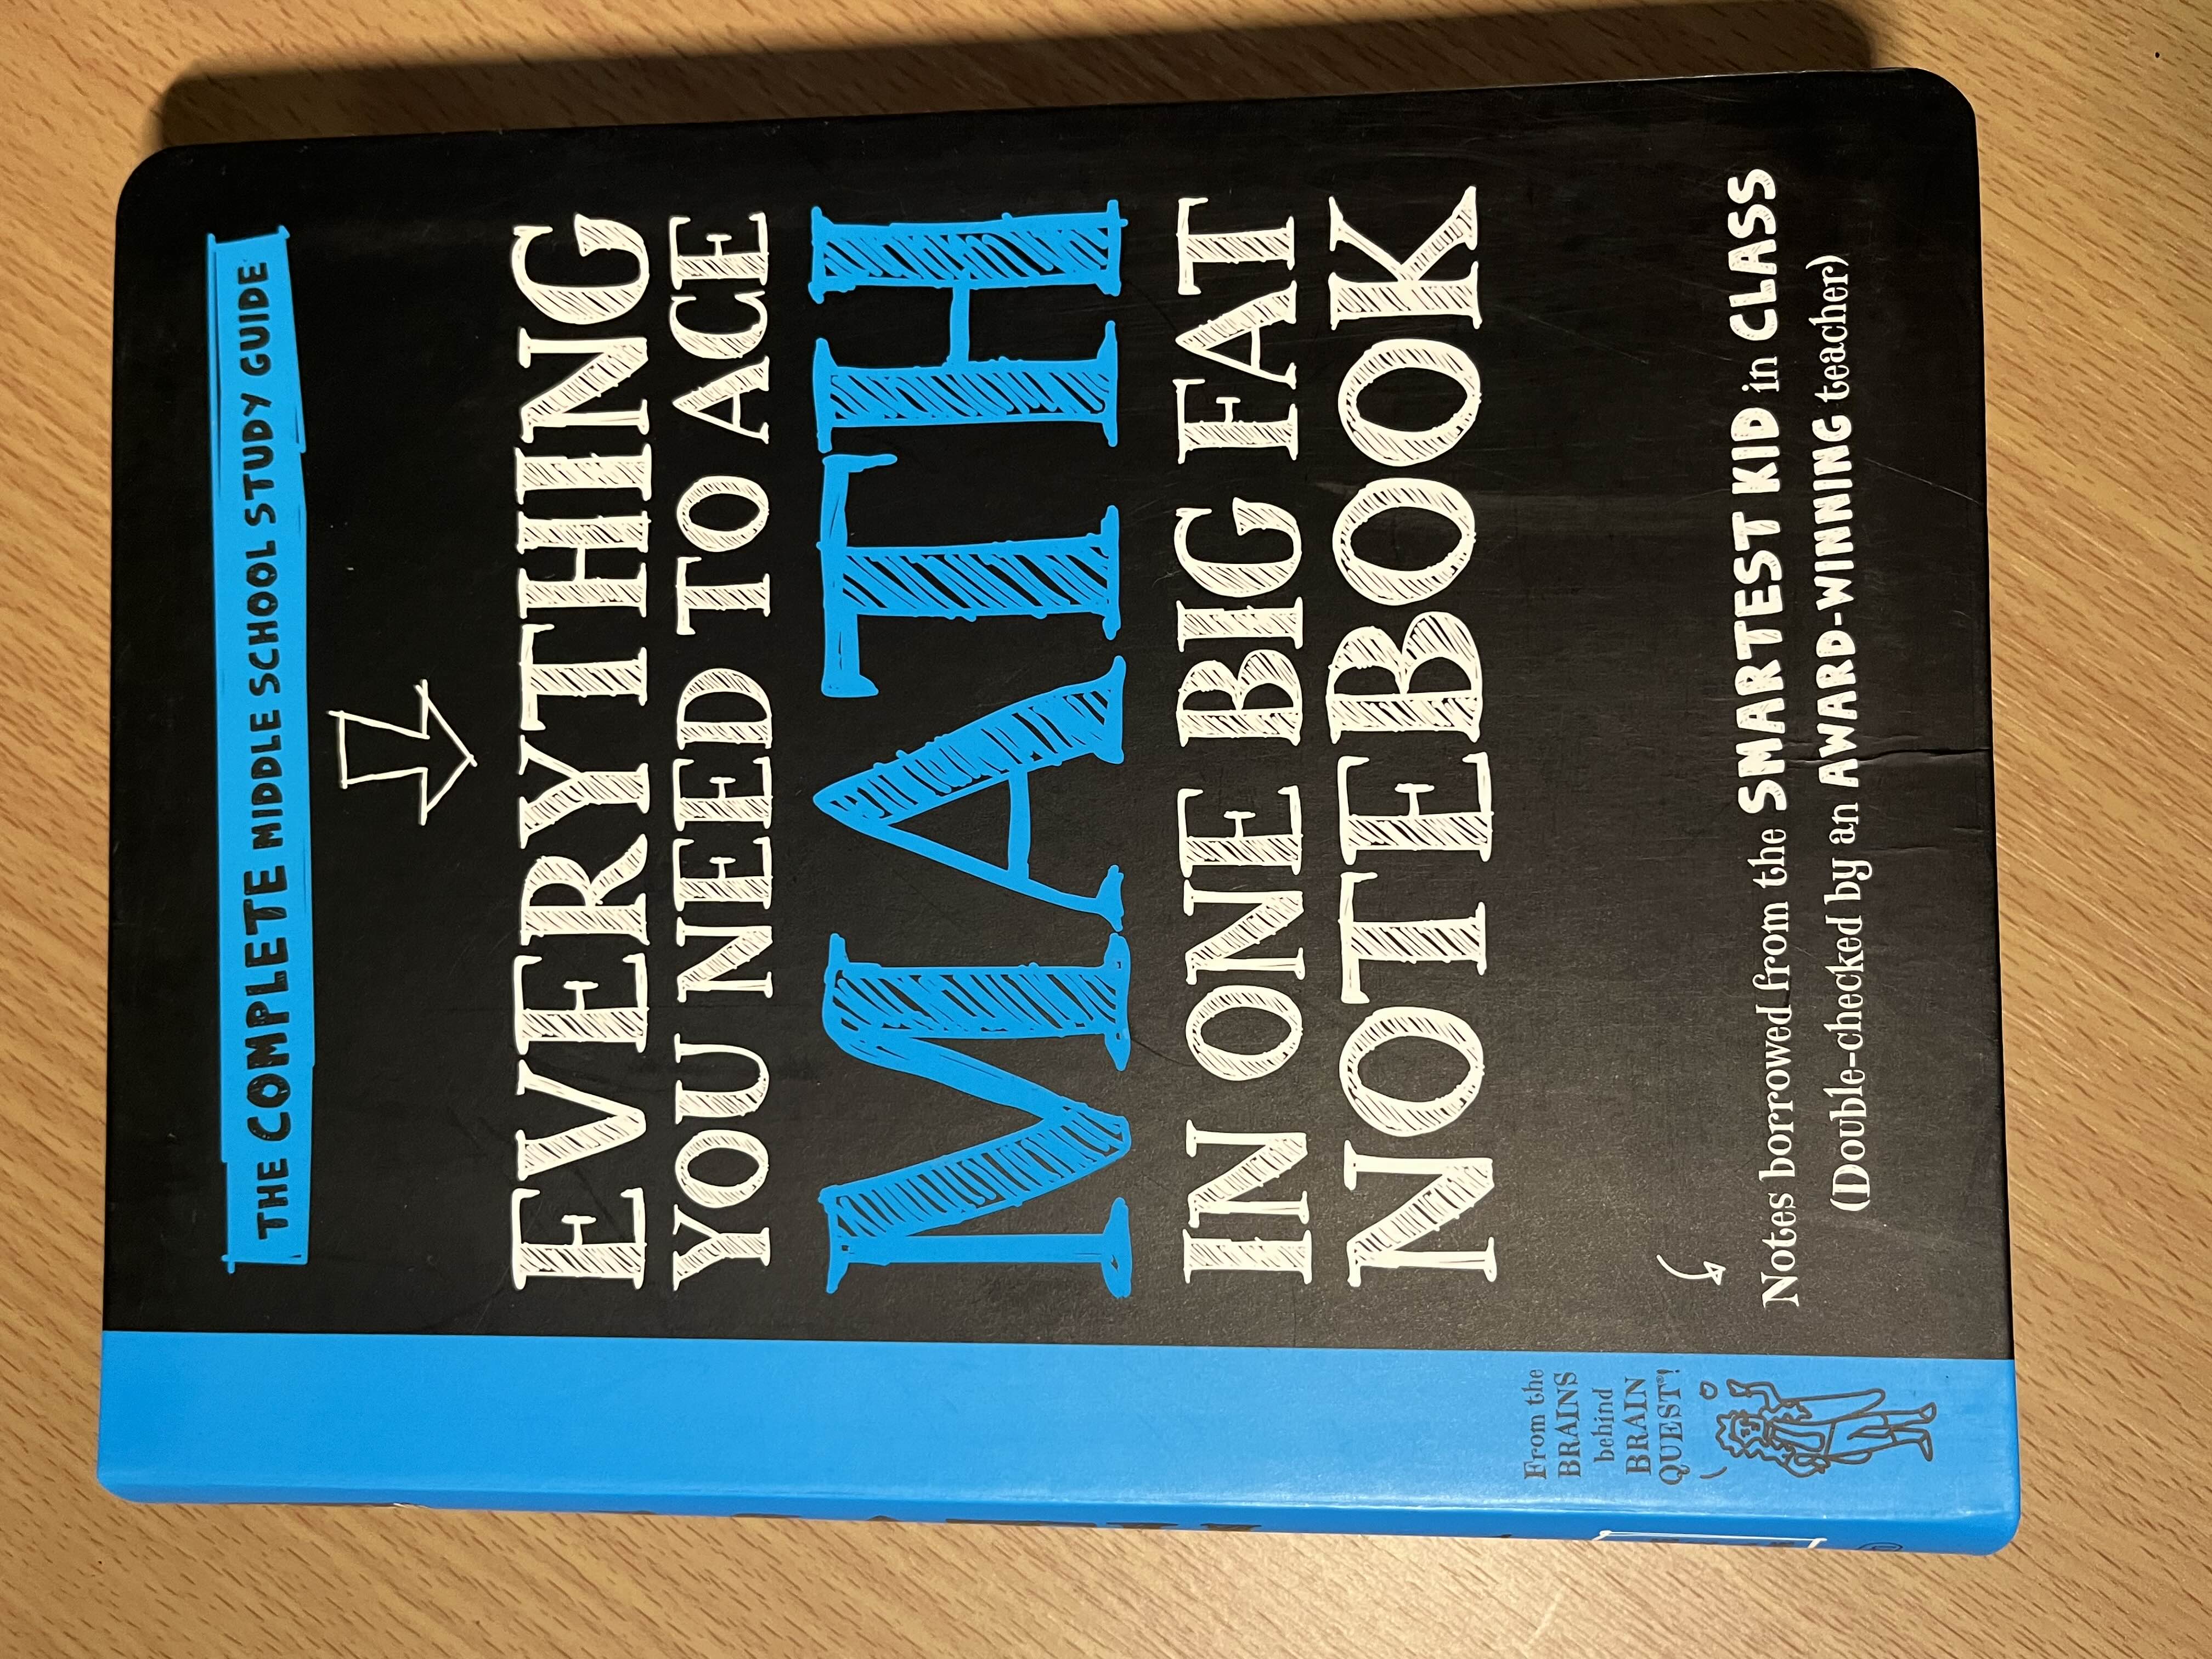 THE COMPLETE MIDDLE SCHOOL STUDY GUIDE
EVERYTHING
YOU NEED TO ACE
MATH
IN ONE BIG FAT
NOTEBOOK
From the
BRAINS
behind
BRAIN
QUEST®!
Notes borrowed from the SMARTEST KID in CLASS
(Double-checked by an AWARD-WINNING teacher)